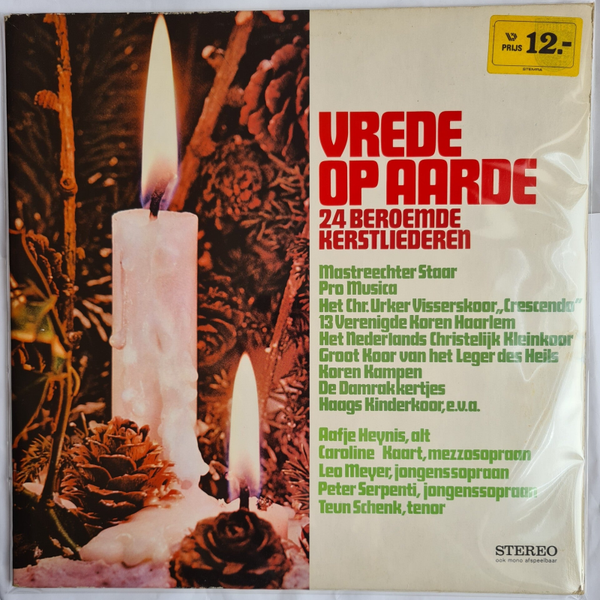 PRIJS 12.-
VREDE
OP AARDE
24 BEROEMDE
KERSTLIEDEREN
Mastreechter Staar
Pro Musica
Het Chr. Urker Visserskoor „Crescendo"
13 Verenigde Koren Haarlem
Het Nederlands Christelijk Kleinkoor
Groot Koor van het Leger des Heils
Koren Kampen
De Damrakkertjes
Haags Kinderkoor, e.v.a.
Aafje Heynis, alt
Caroline Kaart, mezzosopraan
Leo Meyer, jongenssopraan
Peter Serpenti, jongenssopraan
Teun Schenk, tenor
STEREO
ook mono afspeelbaar